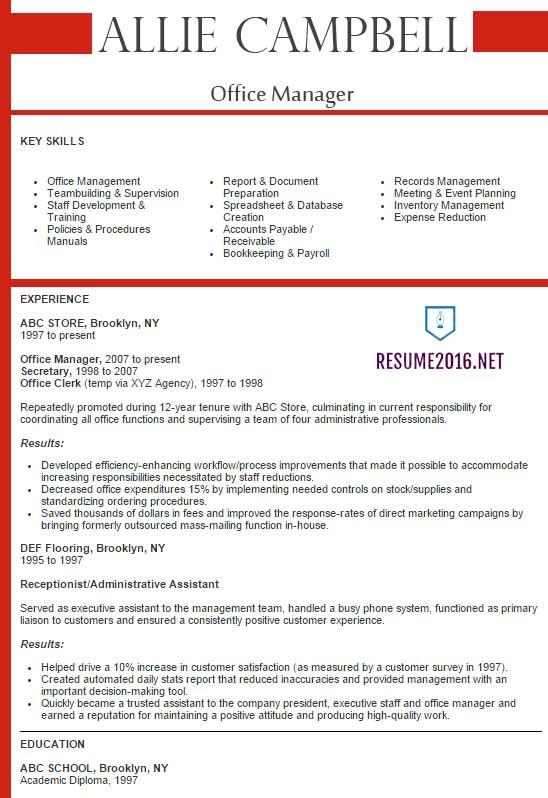 ALLIE CAMPBELL
Office Manager
KEY SKILLS
• Office Management
• Teambuilding & Supervision
• Staff Development &
Training
• Policies & Procedures
Manuals
• Report & Document
Preparation
• Spreadsheet & Database
Creation
• Accounts Payable /
Receivable
• Bookkeeping & Payroll
• Records Management
• Meeting & Event Planning
• Inventory Management
• Expense Reduction
EXPERIENCE
ABC STORE, Brooklyn, NY
1997 to present
RESUME2016.NET
Office Manager, 2007 to present
Secretary, 1998 to 2007
Office Clerk (temp via XYZ Agency), 1997 to 1998
Repeatedly promoted during 12-year tenure with ABC Store, culminating in current responsibility for
coordinating all office functions and supervising a team of four administrative professionals.
Results:
• Developed efficiency-enhancing workflow/process improvements that made it possible to accommodate
increasing responsibilities necessitated by staff reductions.
• Decreased office expenditures 15% by implementing needed controls on stock/supplies and
standardizing ordering procedures.
• Saved thousands of dollars in fees and improved the response-rates of direct marketing campaigns by
bringing formerly outsourced mass-mailing function in-house.
DEF Flooring, Brooklyn, NY
1995 to 1997
Receptionist/Administrative Assistant
Served as executive assistant to the management team, handled a busy phone system, functioned as primary
liaison to customers and ensured a consistently positive customer experience.
Results:
• Helped drive a 10% increase in customer satisfaction (as measured by a customer survey in 1997).
• Created automated daily stats report that reduced inaccuracies and provided management with an
important decision-making tool.
• Quickly became a trusted assistant to the company president, executive staff and office manager and
earned a reputation for maintaining a positive attitude and producing high-quality work.
EDUCATION
ABC SCHOOL, Brooklyn, NY
Academic Diploma, 1997